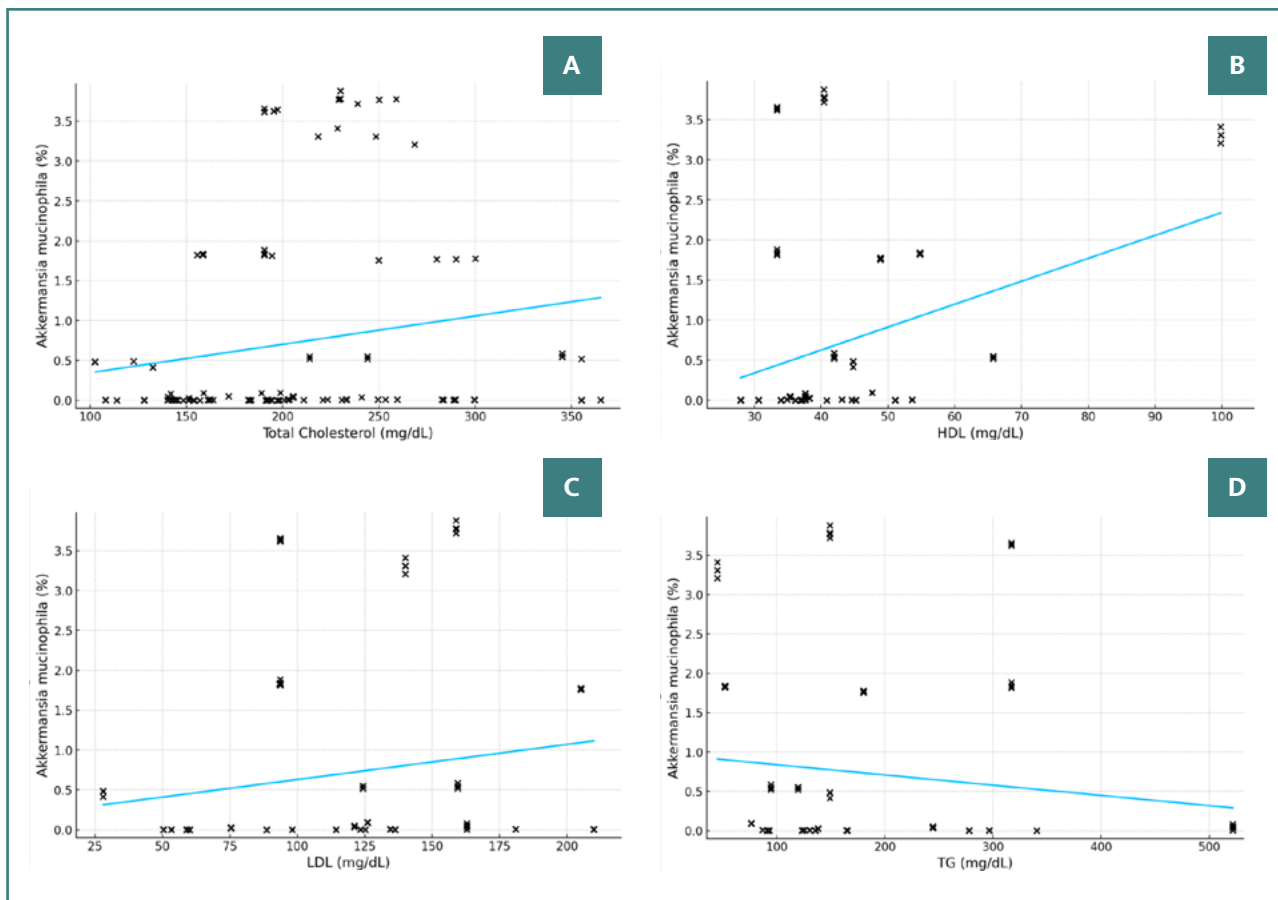 A
Akkermansia mucinophila (%)
3.5
3.0
2.5
2.0
1.5
1.0
0.5
0.0
100 150 200 250 300 350
Total Cholesterol (mg/dL)
B
Akkermansia mucinophila (%)
3.5
3.0
2.5
2.0
1.5
1.0
0.5
0.0
30 40 50 60 70 80 90 100
HDL (mg/dL)
C
Akkermansia mucinophila (%)
3.5
3.0
2.5
2.0
1.5
1.0
0.5
0.0
25 50 75 100 125 150 175 200
LDL (mg/dL)
D
Akkermansia mucinophila (%)
3.5
3.0
2.5
2.0
1.5
1.0
0.5
0.0
100 200 300 400 500
TG (mg/dL)